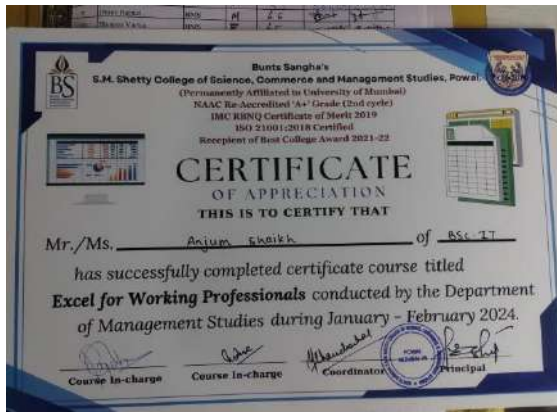 BS
Bunts Sangha's
S.M. Shetty College of Science, Commerce and Management Studies, Powai
(Permanently Affiliated to University of Mumbai)
NAAC Re-Accredited 'A+' Grade (2nd cycle)
IMC RBNQ Certificate of Merit 2019
ISO 21001:2018 Certified
Recepient of Best College Award 2021-22
CERTIFICATE
OF APPRECIATION
THIS IS TO CERTIFY THAT
Mr./Ms. Anjum Shaikh of BSC-IT
has successfully completed certificate course titled
Excel for Working Professionals conducted by the Department
of Management Studies during January - February 2024.
Course In-charge Course In-charge Coordinator Principal